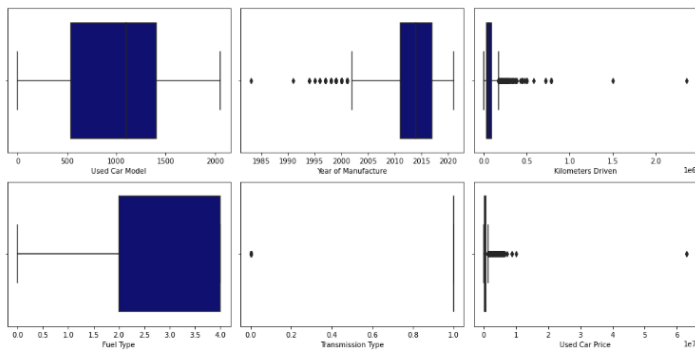 0 500 1000 1500 2000
Used Car Model
1985 1990 1995 2000 2005 2010 2015 2020
Year of Manufacture
0.0 0.5 1.0 1.5 2.0
1e6
Kilometers Driven
0.0 0.5 1.0 1.5 2.0 2.5 3.0 3.5 4.0
Fuel Type
0.0 0.2 0.4 0.6 0.8 1.0
Transmission Type
0 1 2 3 4 5 6
Used Car Price